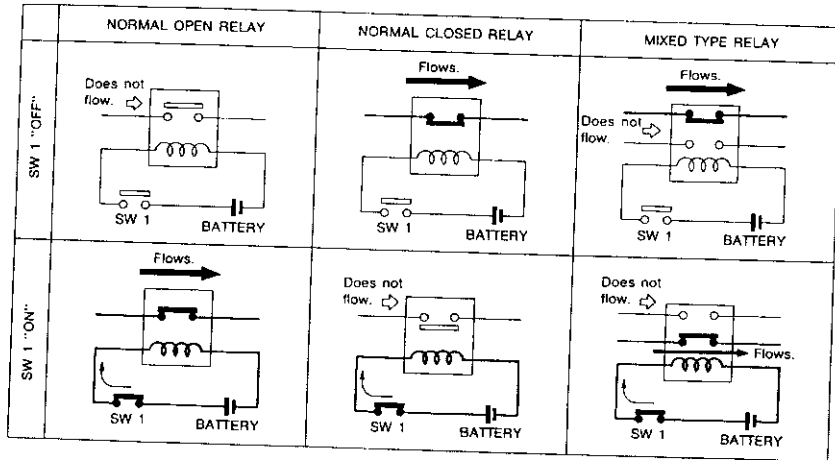 NORMAL OPEN RELAY
NORMAL CLOSED RELAY
MIXED TYPE RELAY
SW 1 "OFF"
Does not
flow.
SW 1
BATTERY
Flows.
SW 1
BATTERY
Flows.
Does not
flow.
SW 1
BATTERY
SW 1 "ON"
Flows.
SW 1
BATTERY
Does not
flow.
SW 1
BATTERY
Does not
flow.
Flows.
SW 1
BATTERY